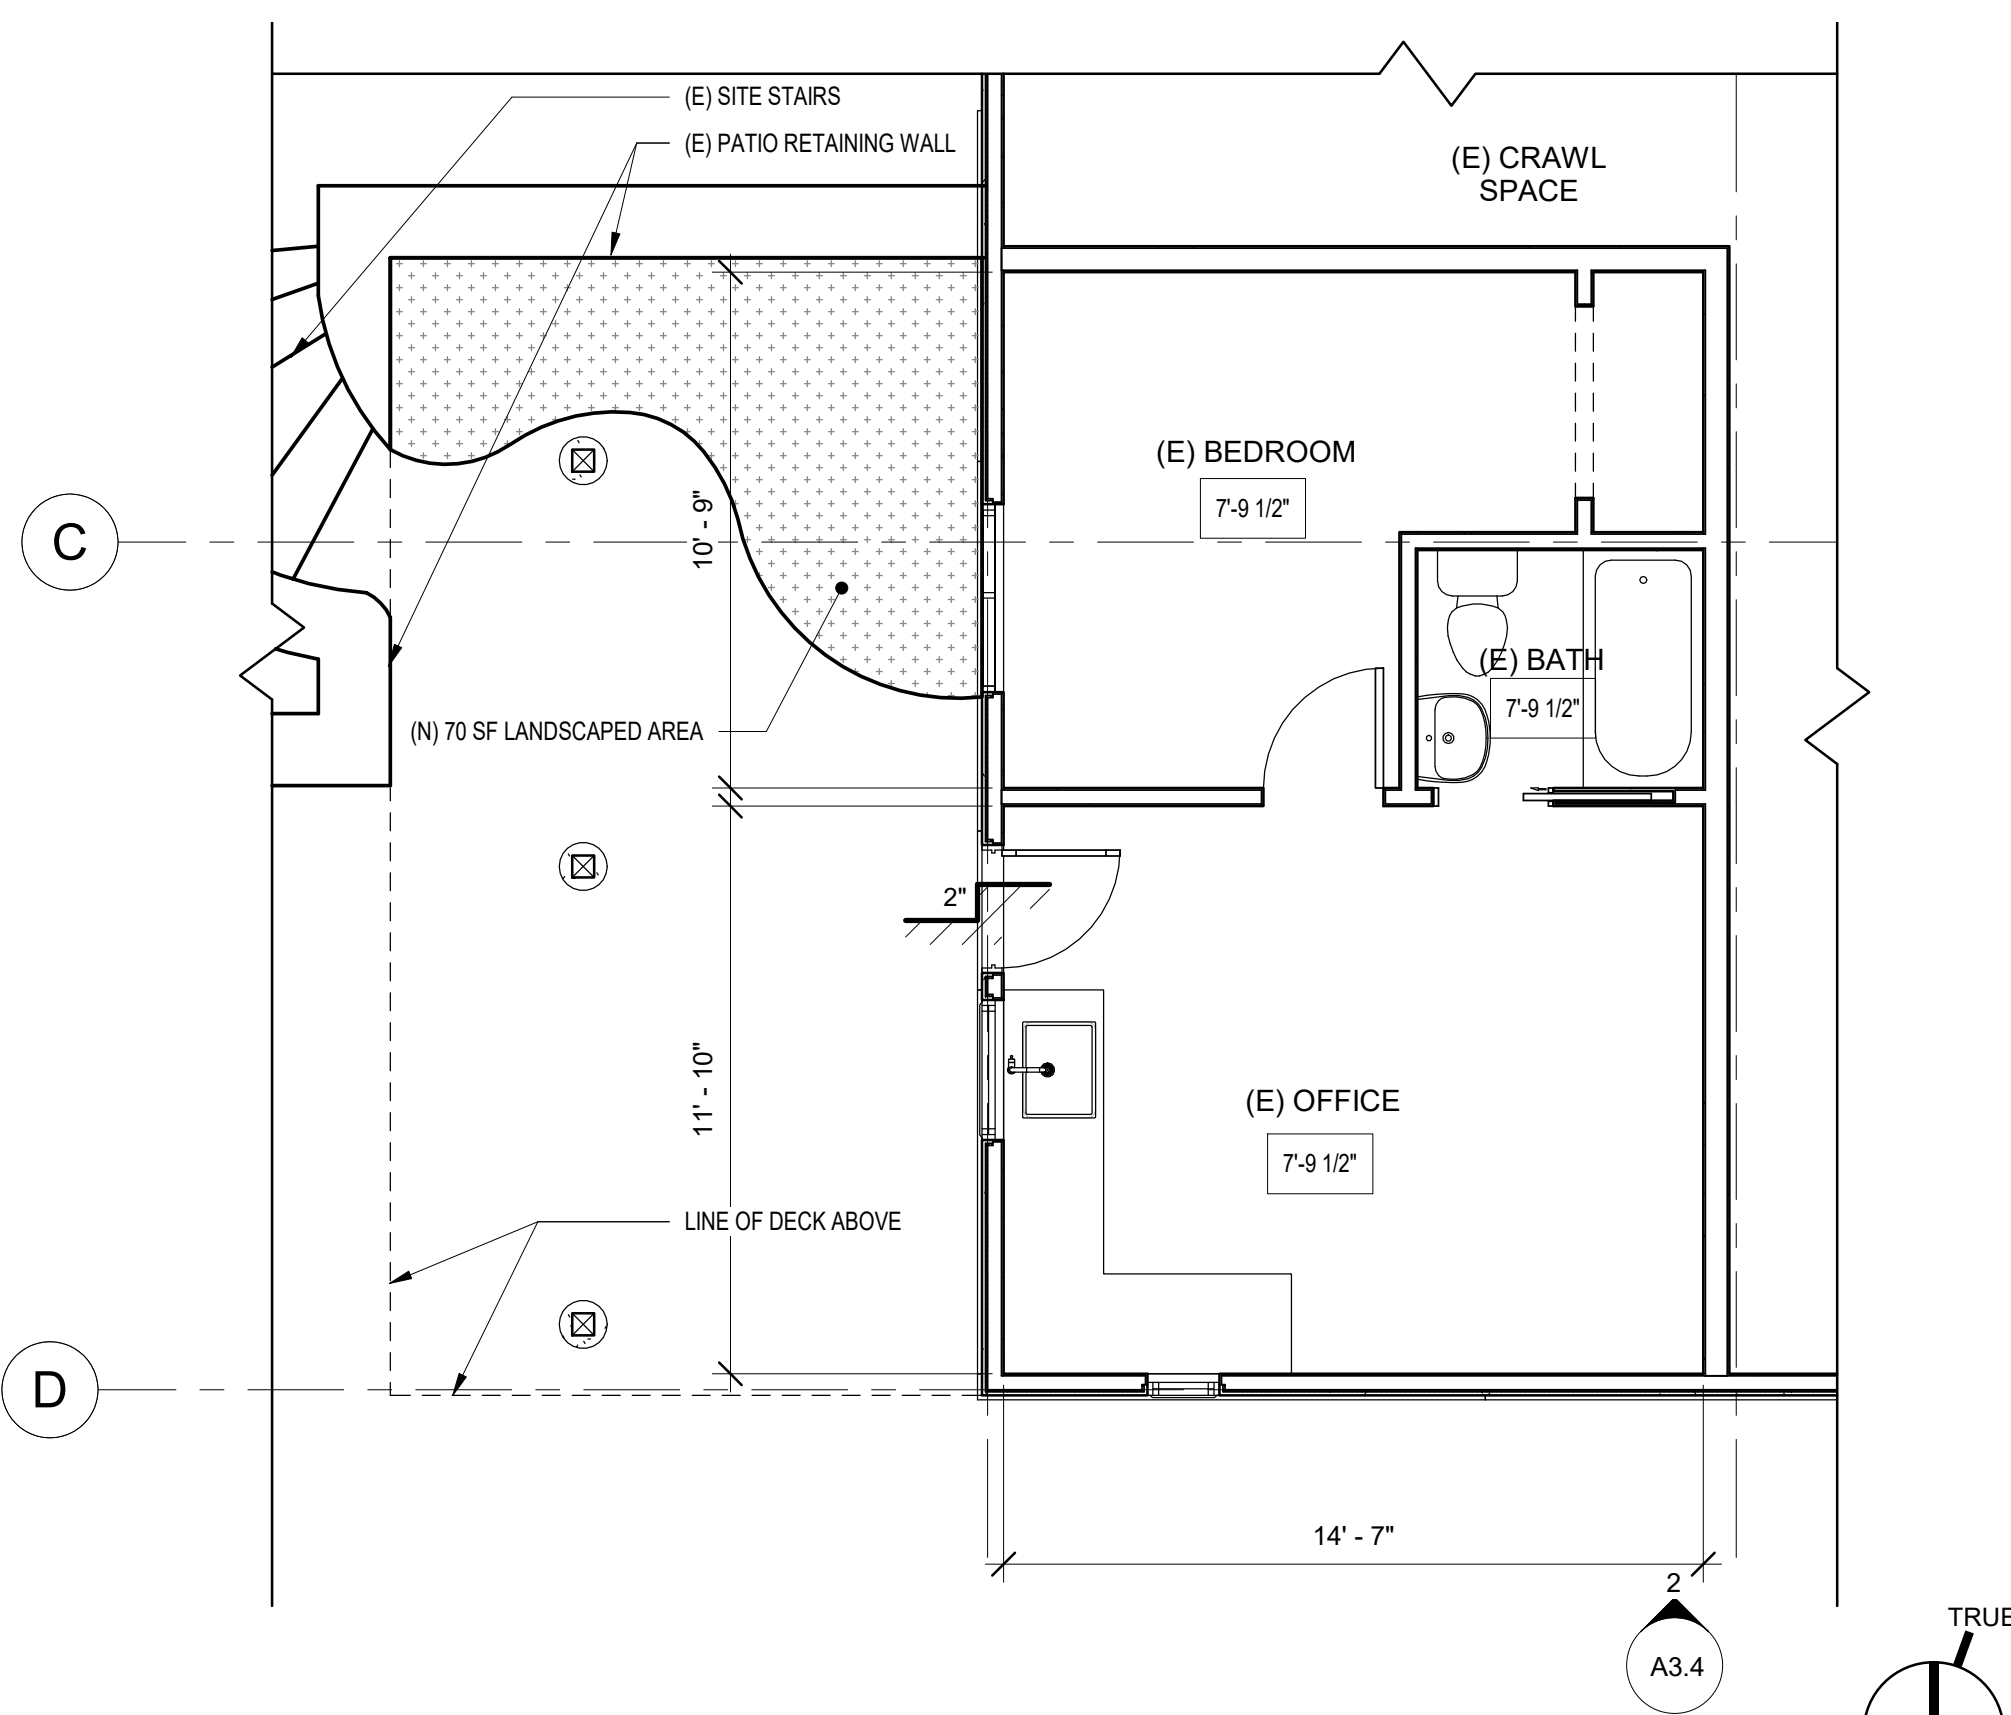 (E) SITE STAIRS
(E) PATIO RETAINING WALL
(E) CRAWL
SPACE
(E) BEDROOM
7'-9 1/2"
10' - 9"
C
(E) BATH
7'-9 1/2"
(N) 70 SF LANDSCAPED AREA
2"
11' - 10"
(E) OFFICE
7'-9 1/2"
LINE OF DECK ABOVE
D
14' - 7"
2
A3.4
TRUE